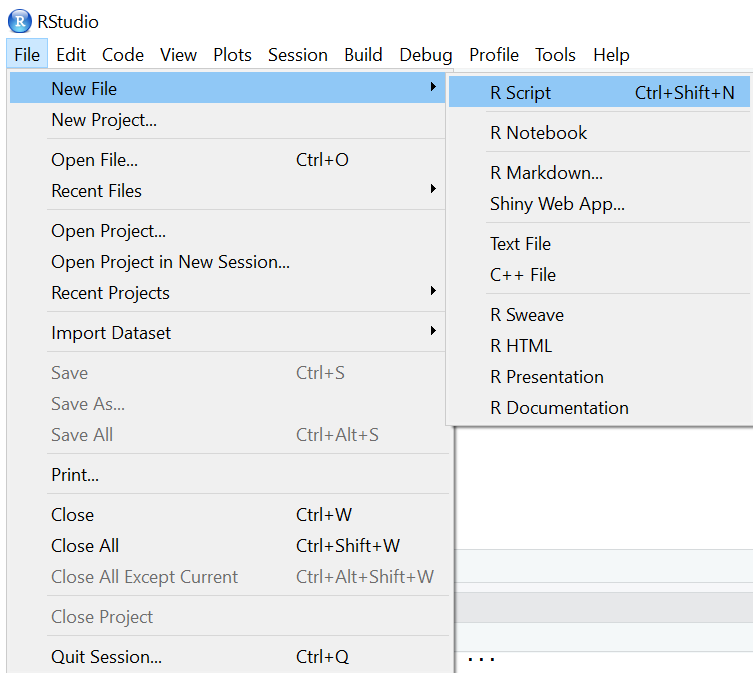 R RStudio
File Edit Code View Plots Session Build Debug Profile Tools Help
New File
New Project...
Open File... Ctrl+O
Recent Files
Open Project...
Open Project in New Session...
Recent Projects
Import Dataset
Save Ctrl+S
Save As...
Save All Ctrl+Alt+S
Print...
Close Ctrl+W
Close All Ctrl+Shift+W
Close All Except Current Ctrl+Alt+Shift+W
Close Project
Quit Session... Ctrl+Q
R Script Ctrl+Shift+N
R Notebook
R Markdown...
Shiny Web App...
Text File
C++ File
R Sweave
R HTML
R Presentation
R Documentation
...